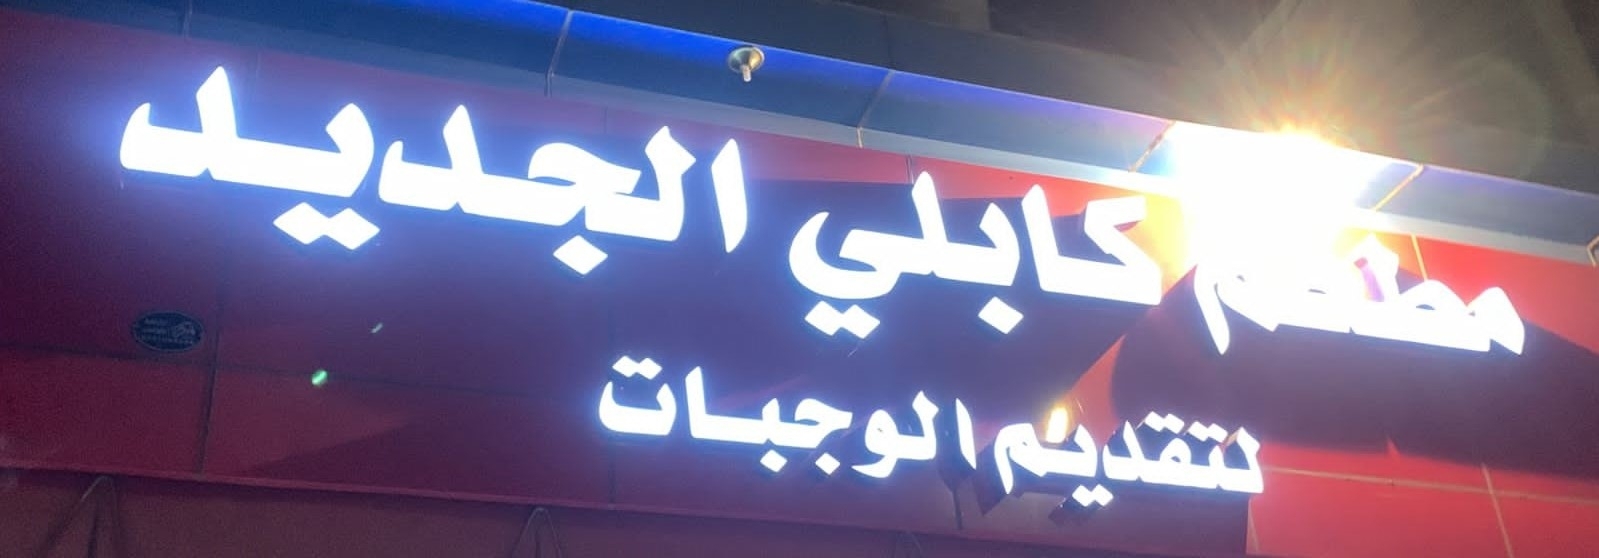 مطعم كابلي الجديد
لتقديم الوجبات